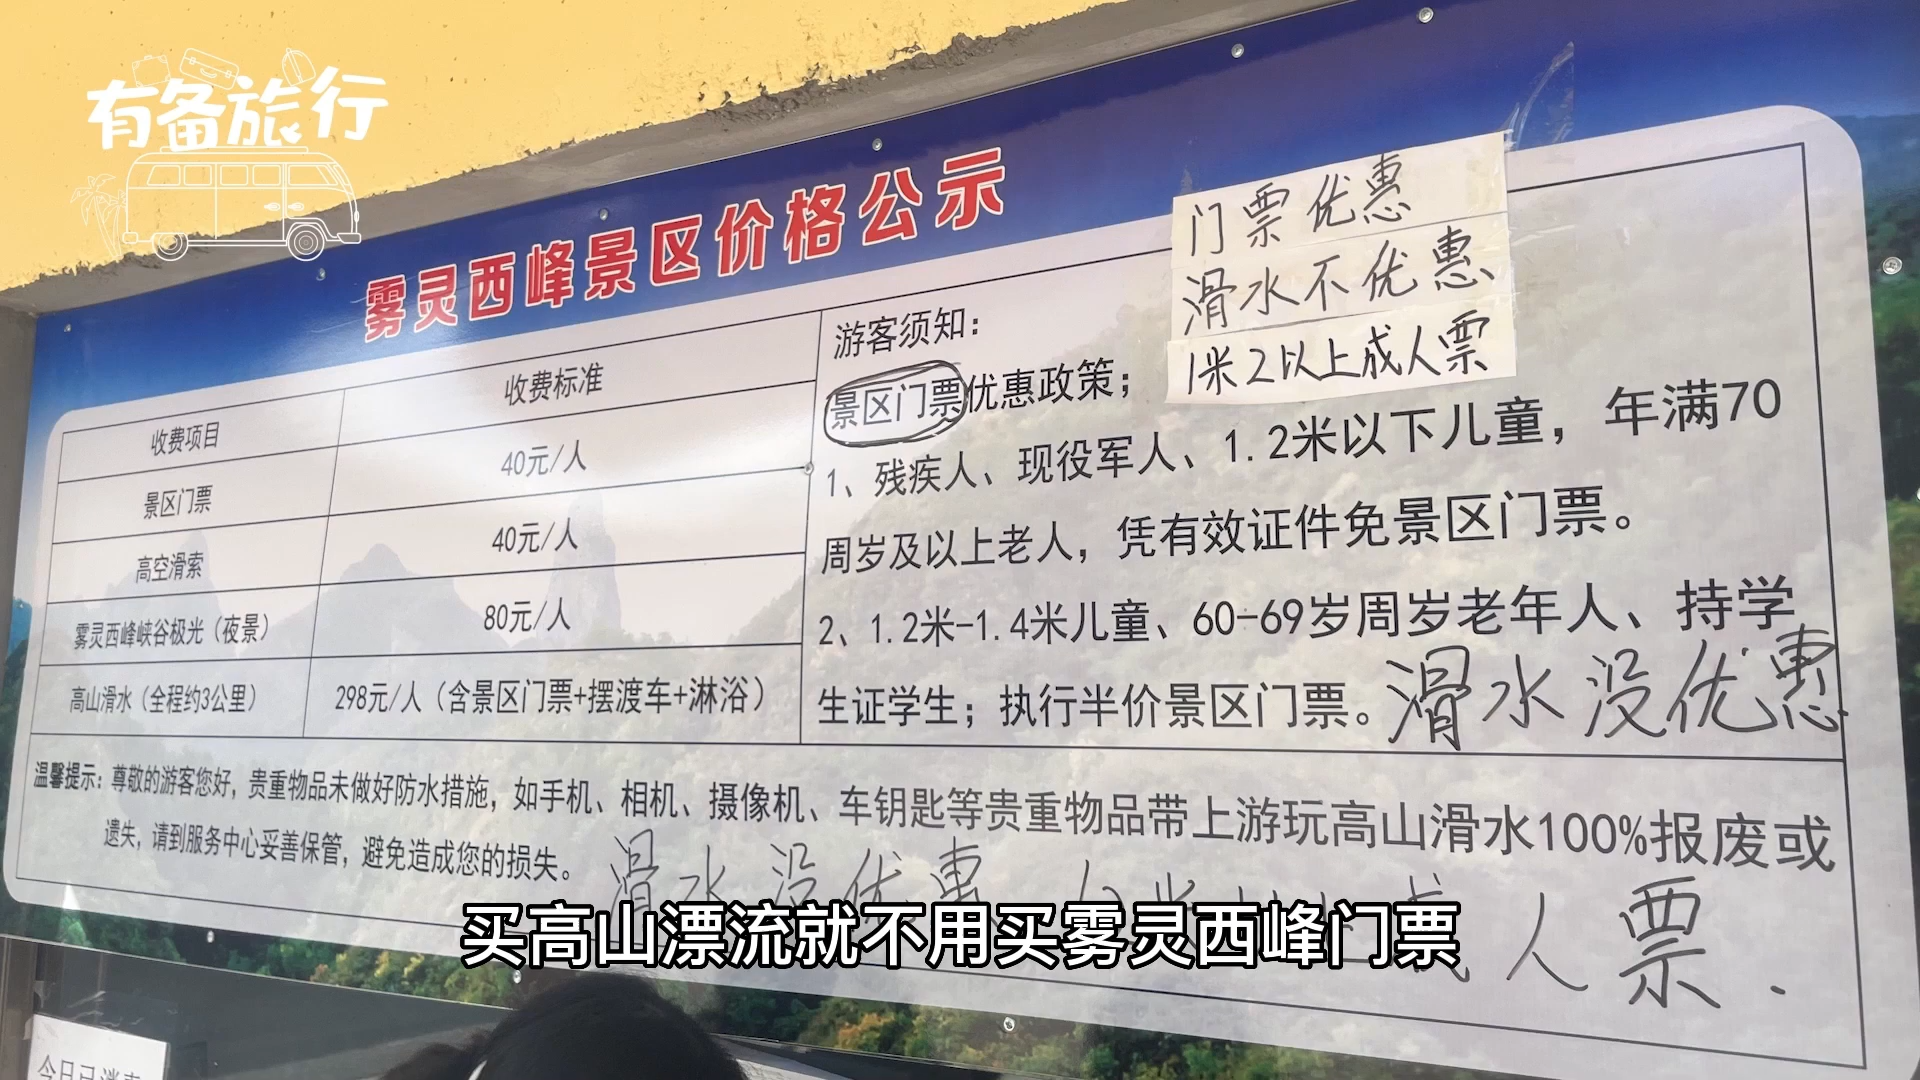 有备旅行
雾灵西峰景区价格公示
门票优惠
滑水不优惠
1米2以上成人票
收费项目 收费标准
景区门票 40元/人
高空滑索 40元/人
雾灵西峰峡谷极光（夜景） 80元/人
高山滑水（全程约3公里） 298元/人（含景区门票+摆渡车+淋浴）
游客须知：
景区门票优惠政策；
1、残疾人、现役军人、1.2米以下儿童，年满70
周岁及以上老人，凭有效证件免景区门票。
2、1.2米-1.4米儿童、60-69岁周岁老年人、持学
生证学生；执行半价景区门票。
滑水没优惠
温馨提示：尊敬的游客您好，贵重物品未做好防水措施，如手机、相机、摄像机、车钥匙等贵重物品带上游玩高山滑水100%报废或
遗失，请到服务中心妥善保管，避免造成您的损失。
滑水没优惠 成人票.
买高山漂流就不用买雾灵西峰门票
今日已